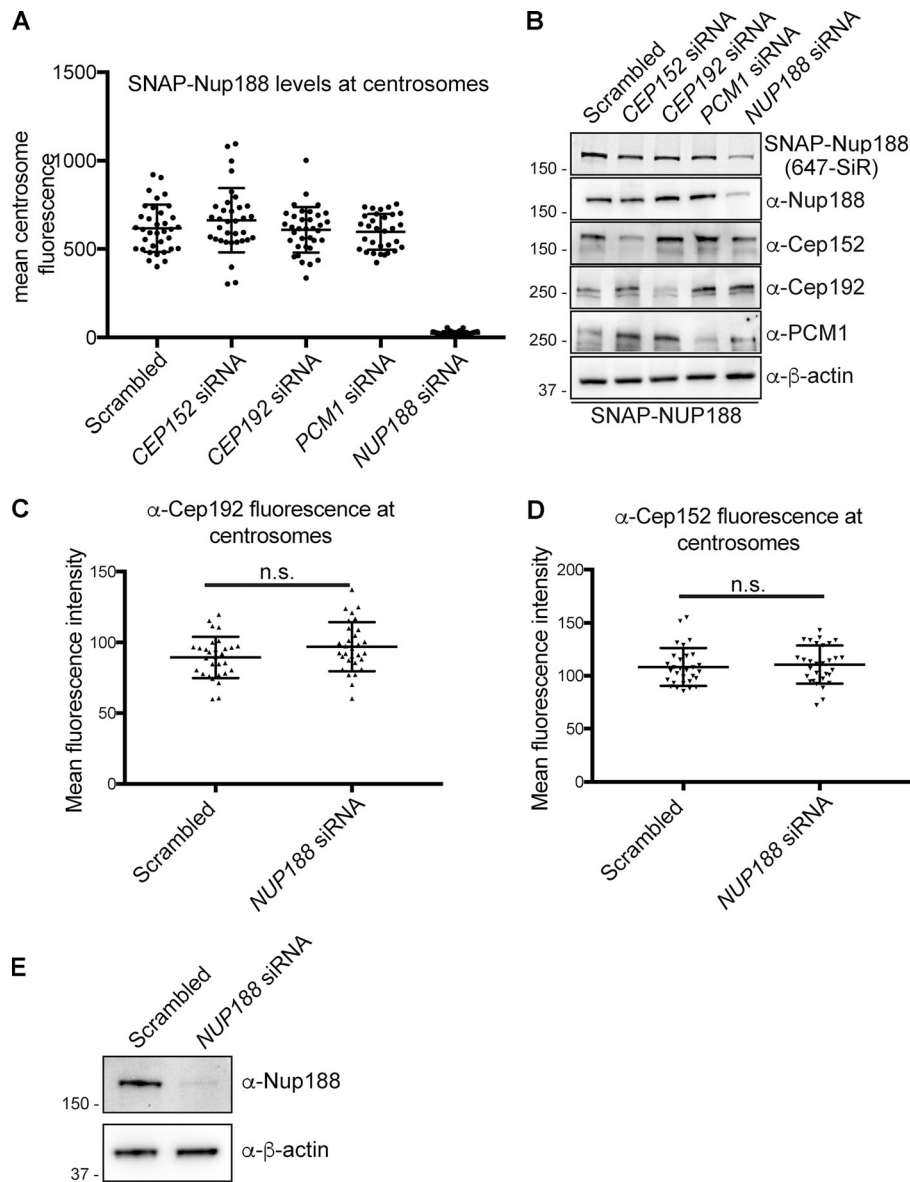 A
SNAP-Nup188 levels at centrosomes
mean centrosome
fluorescence
1500
1000
500
0
Scrambled
CEP152 siRNA
CEP192 siRNA
PCM1 siRNA
NUP188 siRNA
B
Scrambled
CEP152 siRNA
CEP192 siRNA
PCM1 siRNA
NUP188 siRNA
150 -
SNAP-Nup188
(647-SiR)
150 -
α-Nup188
150 -
α-Cep152
250 -
α-Cep192
250 -
α-PCM1
37 -
α-β-actin
SNAP-NUP188
C
α-Cep192 fluorescence at
centrosomes
Mean fluorescence intensity
150
100
50
0
n.s.
Scrambled
NUP188 siRNA
D
α-Cep152 fluorescence at
centrosomes
Mean fluorescence intensity
200
150
100
50
0
n.s.
Scrambled
NUP188 siRNA
E
Scrambled
NUP188 siRNA
150 -
α-Nup188
37 -
α-β-actin